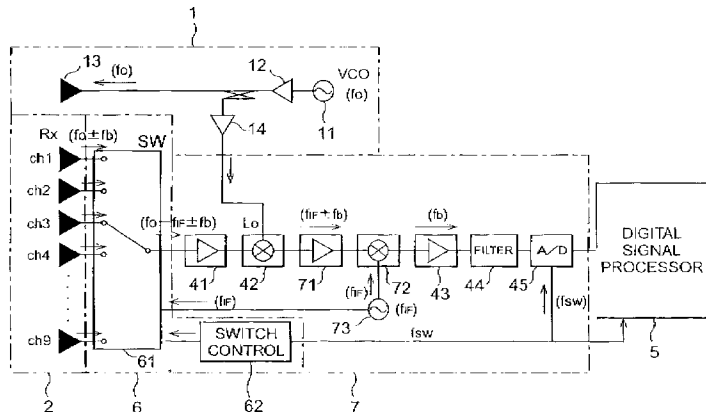 1
13
(fo)
12
VCO
(fo)
11
14
Rx
(fo±fb)
SW
ch1
ch2
ch3
ch4
ch9
(fo-fIF±fb)
Lo
(fIF±fb)
(fb)
FILTER
A/D
DIGITAL
SIGNAL
PROCESSOR
41
42
71
72
43
44
45
(fIF)
(fIF)
73
(fIF)
(fsw)
fsw
SWITCH
CONTROL
61
62
5
2
6
7